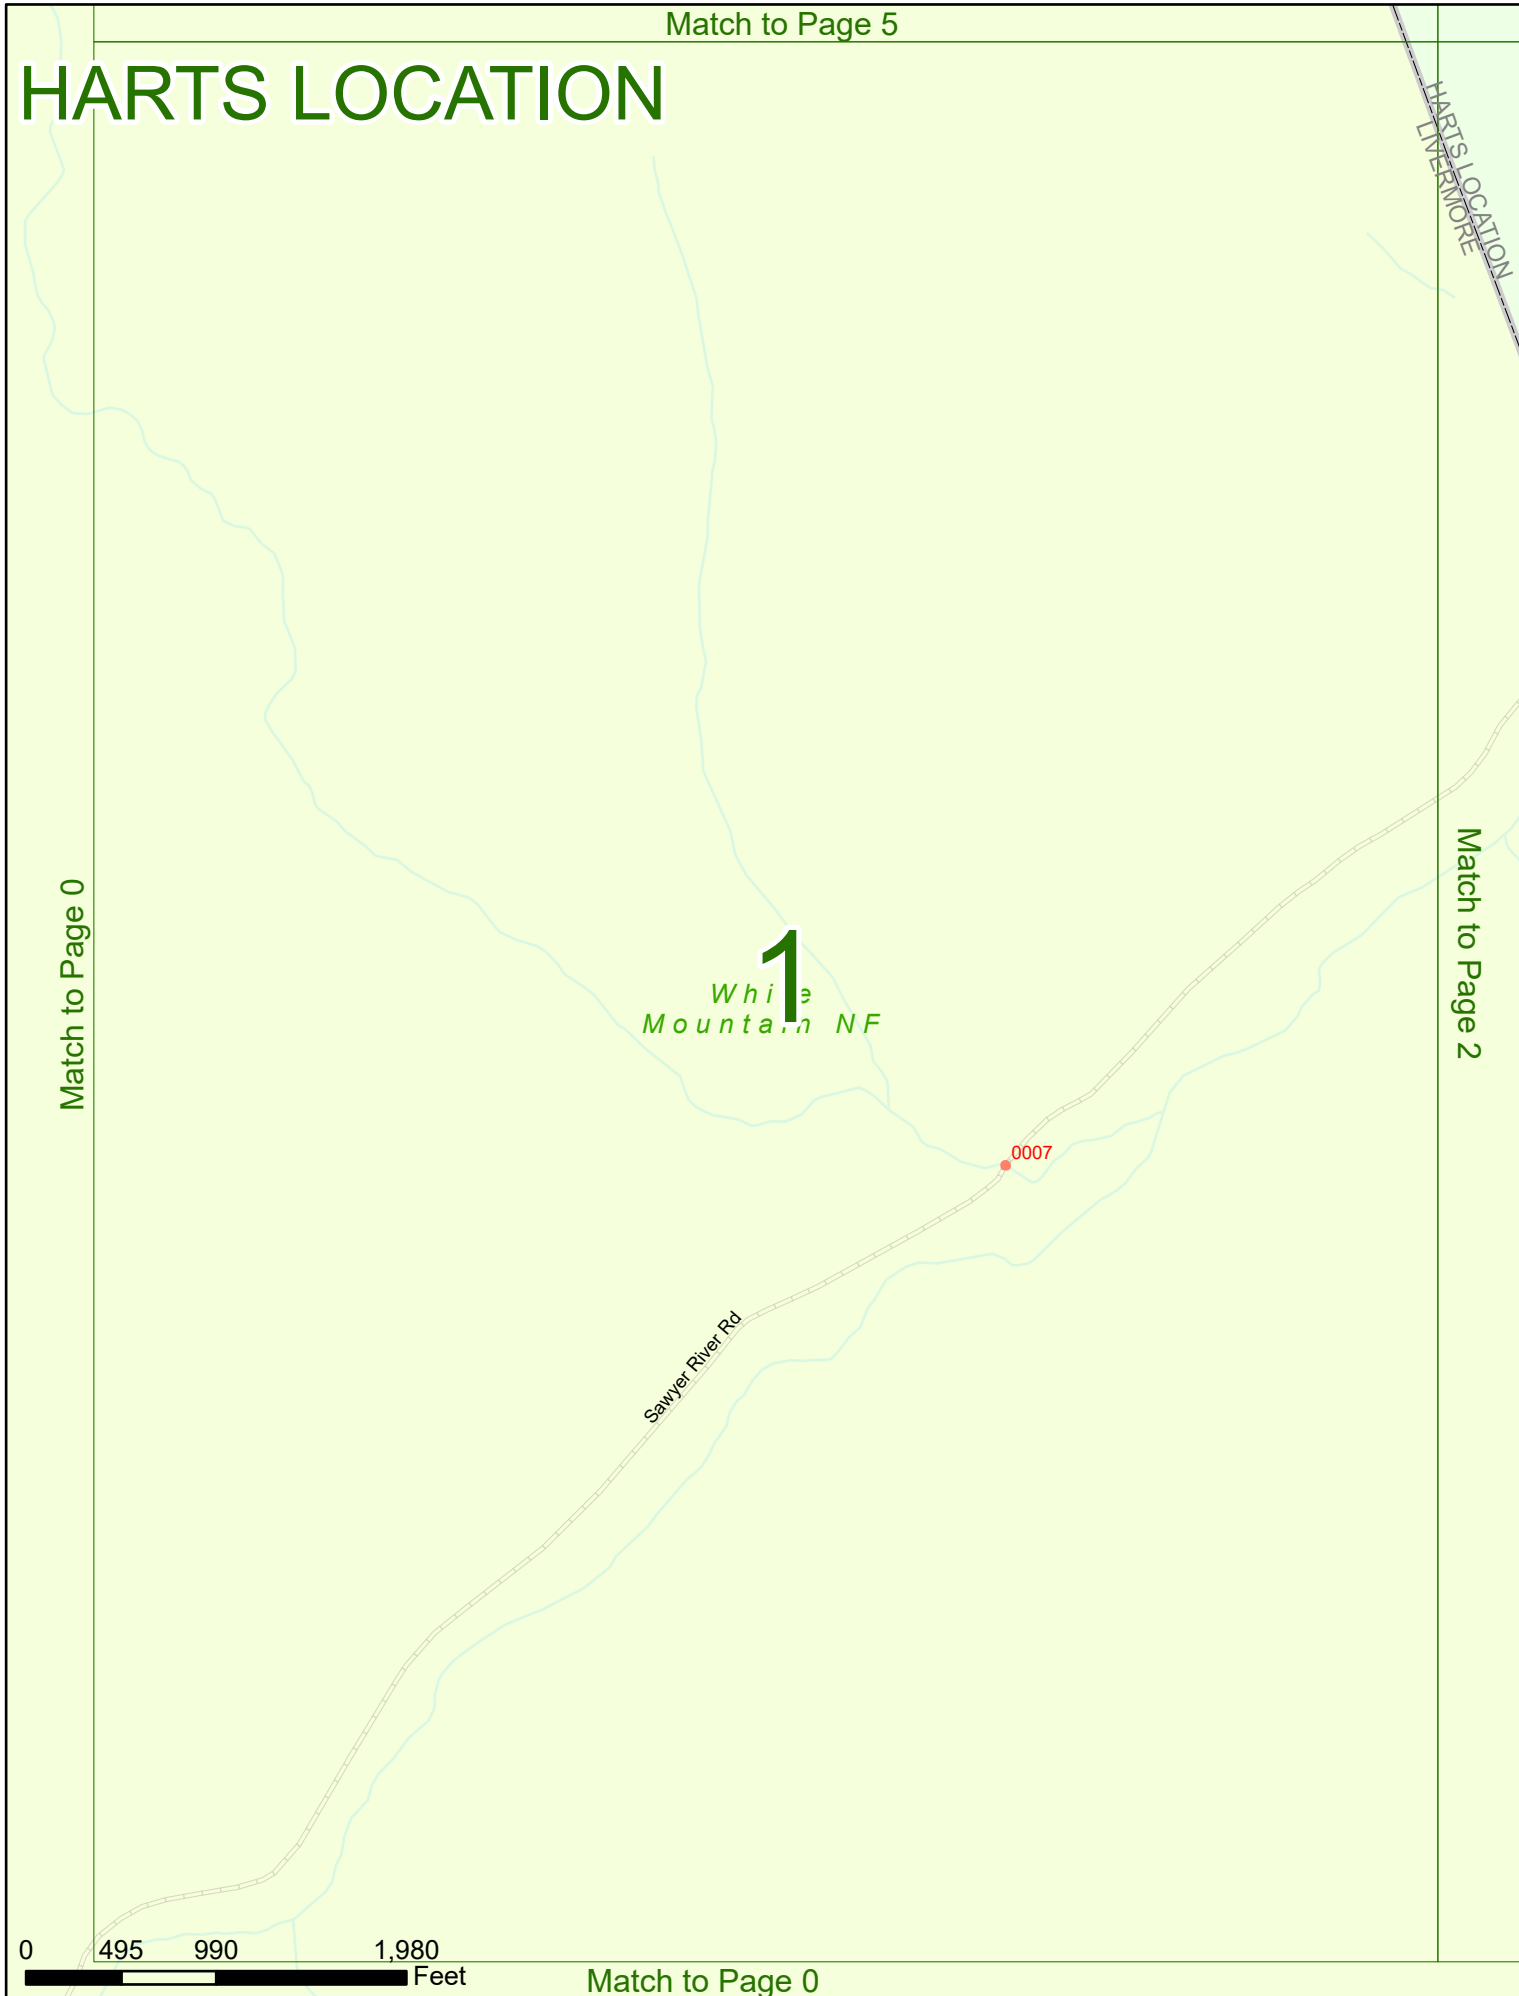 Match to Page 5
HARTS LOCATION
HARTS LOCATION
LIVERMORE
Match to Page 0
Match to Page 2
1
White
Mountain NF
0007
Sawyer River Rd
0 495 990 1,980
Feet
Match to Page 0